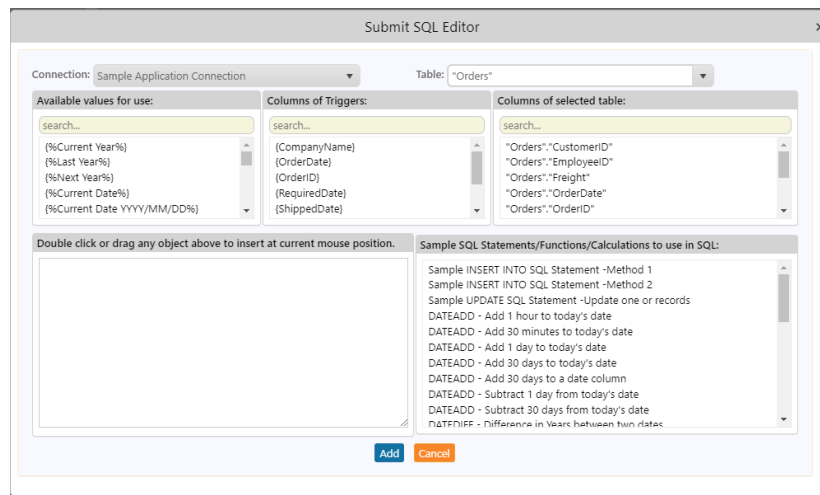 Submit SQL Editor
x
Connection: Sample Application Connection
Table: "Orders"
Available values for use:
search...
{%Current Year%}
{%Last Year%}
{%Next Year%}
{%Current Date%}
{%Current Date YYYY/MM/DD%}
Columns of Triggers:
search...
{CompanyName}
{OrderDate}
{OrderID}
{RequiredDate}
{ShippedDate}
Columns of selected table:
search...
"Orders"."CustomerID"
"Orders"."EmployeeID"
"Orders"."Freight"
"Orders"."OrderDate"
"Orders"."OrderID"
Double click or drag any object above to insert at current mouse position.
Sample SQL Statements/Functions/Calculations to use in SQL:
Sample INSERT INTO SQL Statement -Method 1
Sample INSERT INTO SQL Statement -Method 2
Sample UPDATE SQL Statement -Update one or records
DATEADD - Add 1 hour to today's date
DATEADD - Add 30 minutes to today's date
DATEADD - Add 1 day to today's date
DATEADD - Add 30 days to today's date
DATEADD - Add 30 days to a date column
DATEADD - Subtract 1 day from today's date
DATEADD - Subtract 30 days from today's date
DATEDIFF - Difference in Years between two dates
Add
Cancel